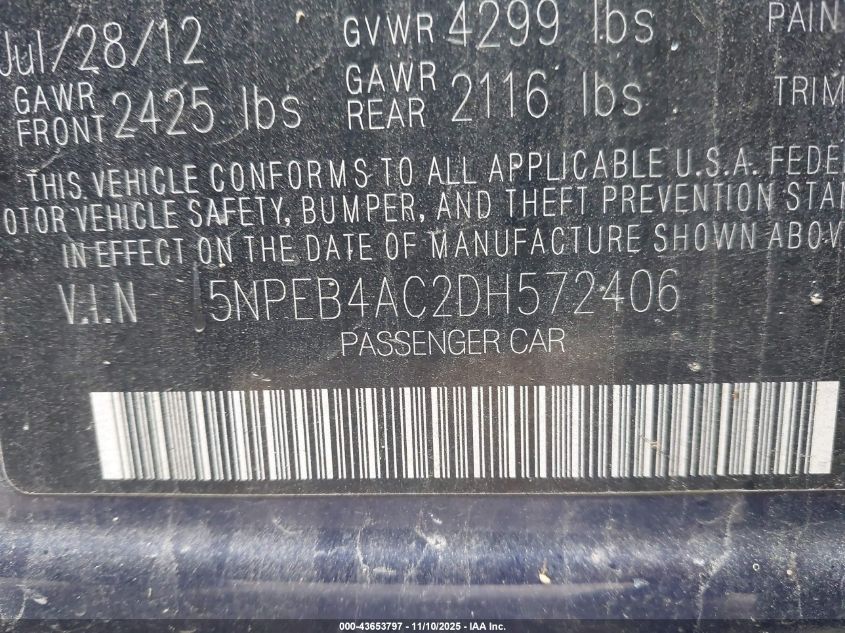 Jul/28/12 GVWR 4299 lbs PAIN
GAWR FRONT 2425 lbs GAWR REAR 2116 lbs TRIM
THIS VEHICLE CONFORMS TO ALL APPLICABLE U.S.A. FEDE
OTOR VEHICLE SAFETY, BUMPER, AND THEFT PREVENTION STAN
IN EFFECT ON THE DATE OF MANUFACTURE SHOWN ABOV
V.I.N 5NPEB4AC2DH572406
PASSENGER CAR
000-43653797 - 11/10/2025 - IAA Inc.